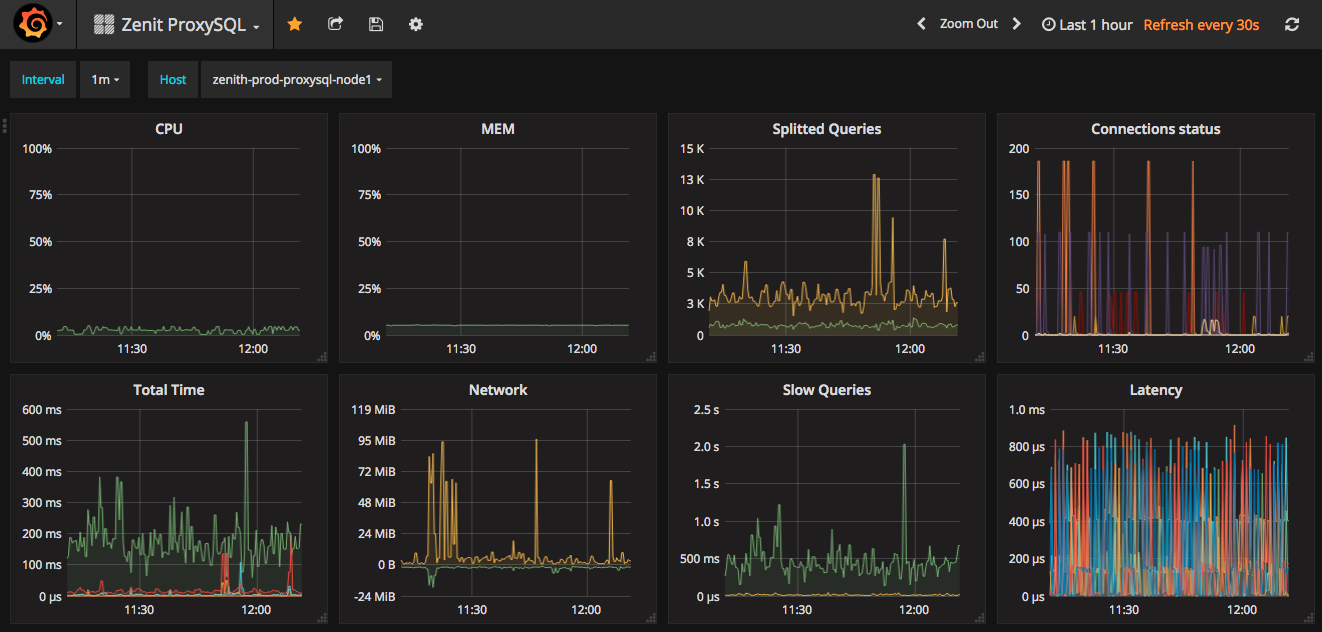 Zenit ProxySQL
Zoom Out
Last 1 hour
Refresh every 30s
Interval
1m
Host
zenith-prod-proxysql-node1
CPU
100%
75%
50%
25%
0%
11:30
12:00
MEM
100%
75%
50%
25%
0%
11:30
12:00
Splitted Queries
15 K
13 K
10 K
8 K
5 K
3 K
0
11:30
12:00
Connections status
200
150
100
50
0
11:30
12:00
Total Time
600 ms
500 ms
400 ms
300 ms
200 ms
100 ms
0 µs
11:30
12:00
Network
119 MiB
95 MiB
72 MiB
48 MiB
24 MiB
0 B
-24 MiB
11:30
12:00
Slow Queries
2.5 s
2.0 s
1.5 s
1.0 s
500 ms
0 µs
11:30
12:00
Latency
1.0 ms
800 µs
600 µs
400 µs
200 µs
0 µs
11:30
12:00